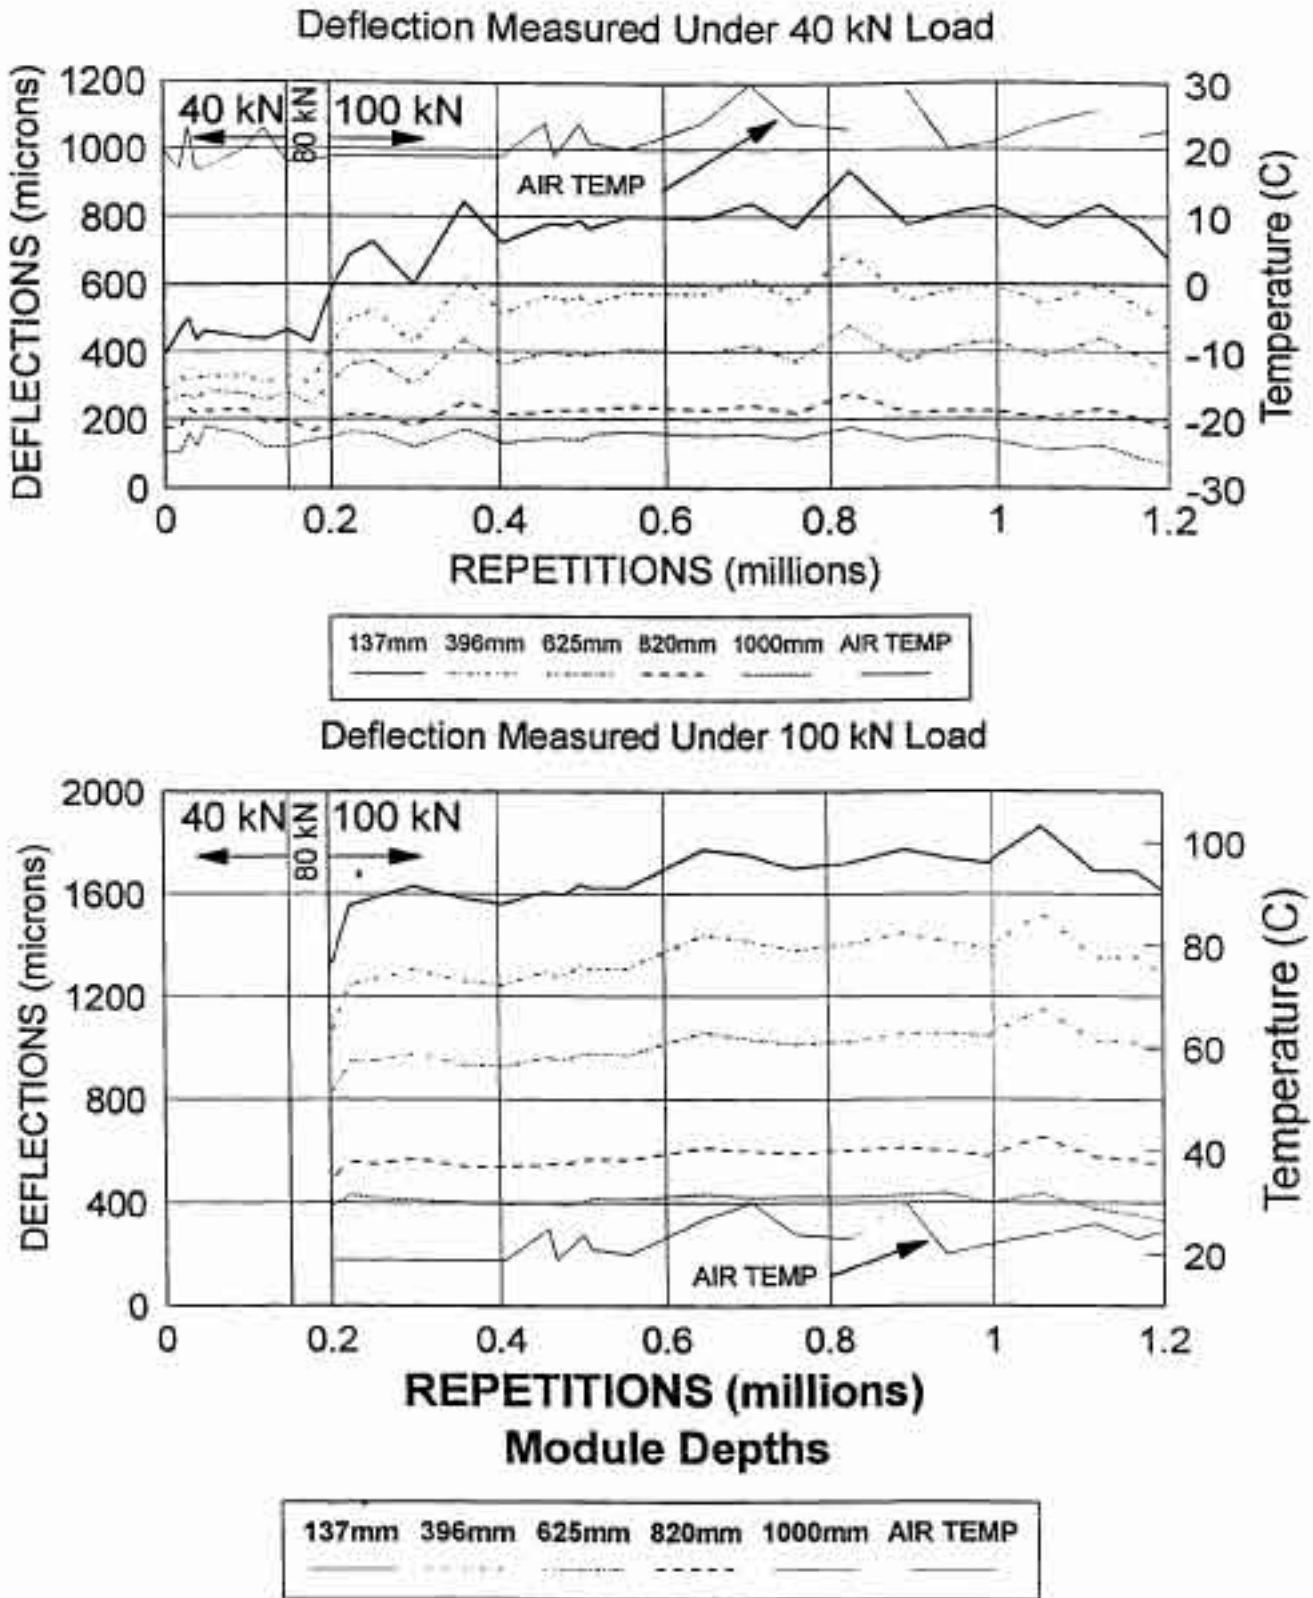 Deflection Measured Under 40 kN Load
DEFLECTIONS (microns)
1200
1000
800
600
400
200
0
40 kN
80 kN
100 kN
AIR TEMP
30
20
10
0
-10
-20
-30
Temperature (C)
0 0.2 0.4 0.6 0.8 1 1.2
REPETITIONS (millions)
137mm 396mm 625mm 820mm 1000mm AIR TEMP
Deflection Measured Under 100 kN Load
DEFLECTIONS (microns)
2000
1600
1200
800
400
0
40 kN
80 kN
100 kN
AIR TEMP
100
80
60
40
20
Temperature (C)
0 0.2 0.4 0.6 0.8 1 1.2
REPETITIONS (millions)
Module Depths
137mm 396mm 625mm 820mm 1000mm AIR TEMP